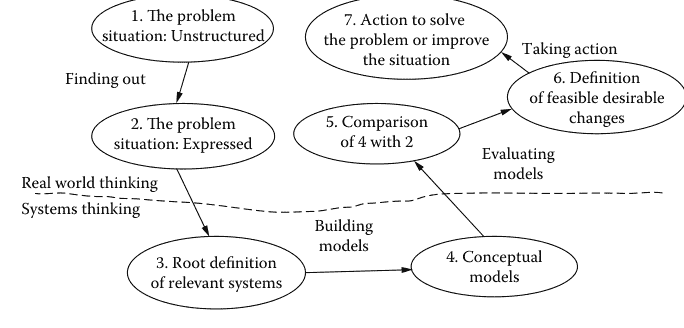 1. The problem
situation: Unstructured
7. Action to solve
the problem or improve
the situation
Taking action
Finding out
6. Definition
of feasible desirable
changes
2. The problem
situation: Expressed
5. Comparison
of 4 with 2
Evaluating
models
Real world thinking
Systems thinking
Building
models
3. Root definition
of relevant systems
4. Conceptual
models